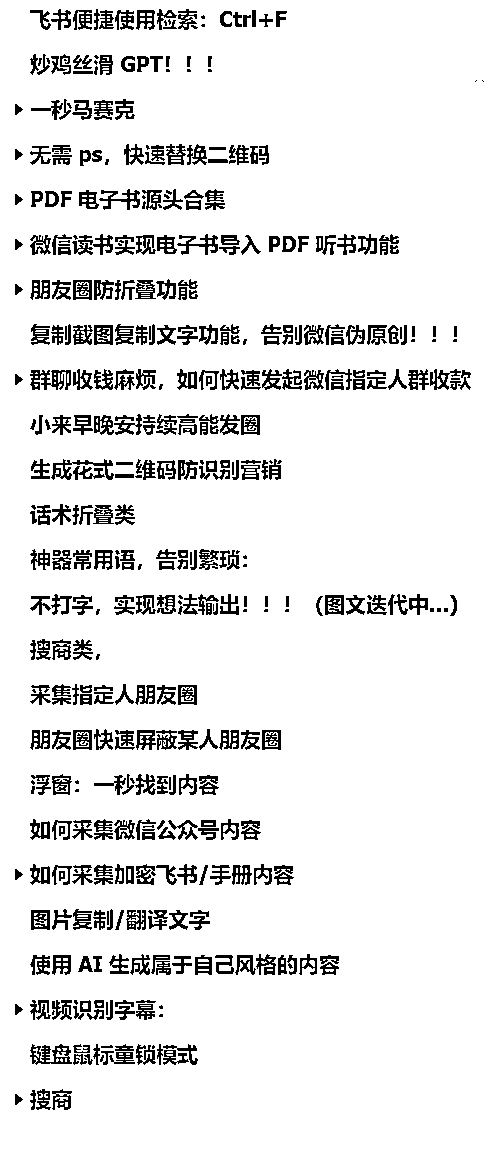 飞书便捷使用检索：Ctrl+F
炒鸡丝滑 GPT！！！
一秒马赛克
无需 ps，快速替换二维码
PDF 电子书源头合集
微信读书实现电子书导入 PDF 听书功能
朋友圈防折叠功能
复制截图复制文字功能，告别微信伪原创！！！
群聊收钱麻烦，如何快速发起微信指定人群收款
小来早晚安持续高能发圈
生成花式二维码防识别营销
话术折叠类
神器常用语，告别繁琐：
不打字，实现想法输出！！！（图文迭代中...)
搜商类，
采集指定人朋友圈
朋友圈快速屏蔽某人朋友圈
浮窗：一秒找到内容
如何采集微信公众号内容
如何采集加密飞书/手册内容
图片复制/翻译文字
使用 AI 生成属于自己风格的内容
视频识别字幕：
键盘鼠标童锁模式
搜商